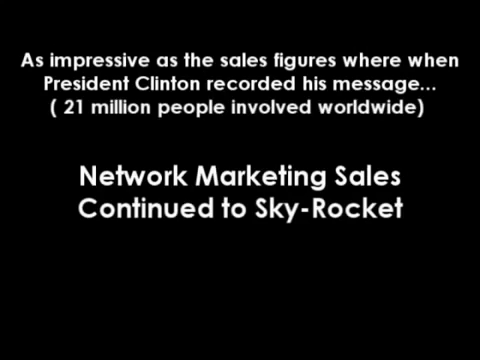 As impressive as the sales figures where when
President Clinton recorded his message...
( 21 million people involved worldwide)
Network Marketing Sales
Continued to Sky-Rocket